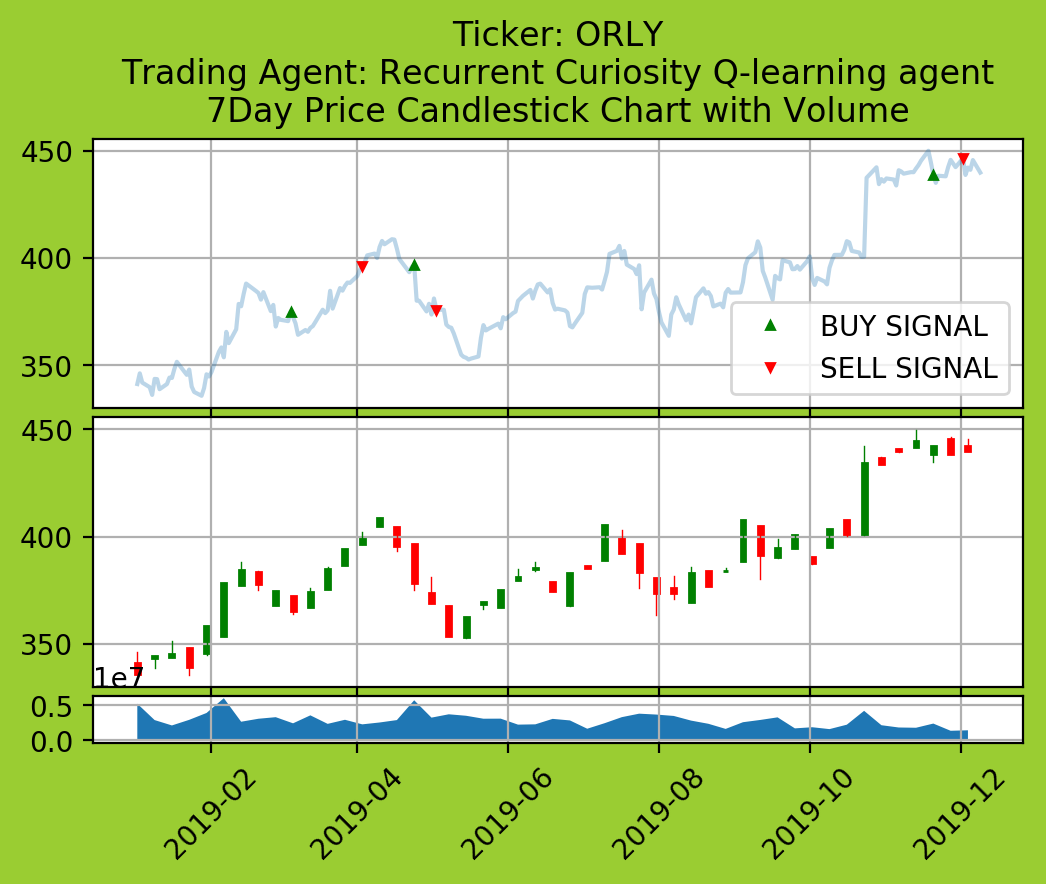 Ticker: ORLY
Trading Agent: Recurrent Curiosity Q-learning agent
7Day Price Candlestick Chart with Volume
450
400
350
BUY SIGNAL
SELL SIGNAL
450
400
350
1e7
0.5
0.0
2019-02
2019-04
2019-06
2019-08
2019-10
2019-12